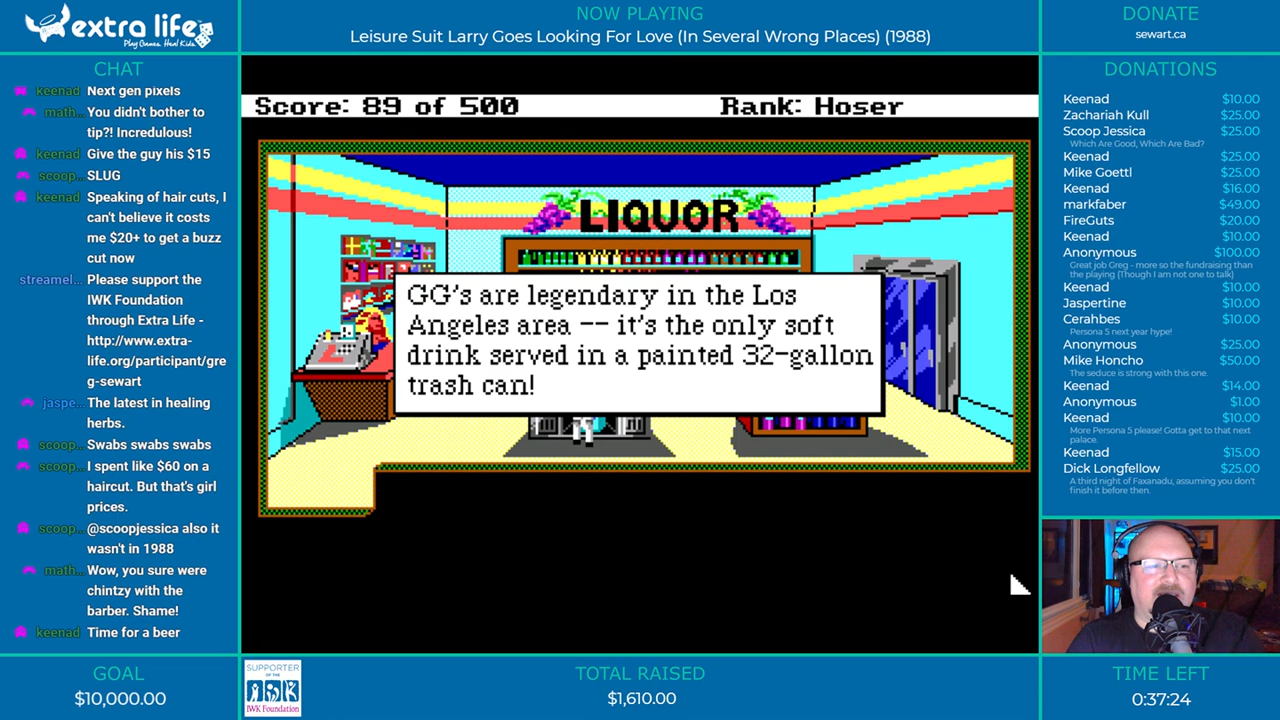 extra life
Play Games. Heal Kids.
NOW PLAYING
Leisure Suit Larry Goes Looking For Love (In Several Wrong Places) (1988)
DONATE
sewart.ca
CHAT
keenad Next gen pixels
math... You didn't bother to
tip?! Incredulous!
keenad Give the guy his $15
scoop... SLUG
keenad Speaking of hair cuts, I
can't believe it costs
me $20+ to get a buzz
cut now
streamel... Please support the
IWK Foundation
through Extra Life -
http://www.extra-
life.org/participant/gre
g-sewart
jaspe... The latest in healing
herbs.
scoop... Swabs swabs swabs
scoop... I spent like $60 on a
haircut. But that's girl
prices.
scoop... @scoopjessica also it
wasn't in 1988
math... Wow, you sure were
chintzy with the
barber. Shame!
keenad Time for a beer
Score: 89 of 500 Rank: Hoser
LIQUOR
GG's are legendary in the Los
Angeles area -- it's the only soft
drink served in a painted 32-gallon
trash can!
DONATIONS
Keenad $10.00
Zachariah Kull $25.00
Scoop Jessica $25.00
Which Are Good, Which Are Bad?
Keenad $25.00
Mike Goettl $25.00
Keenad $16.00
markfaber $49.00
FireGuts $20.00
Keenad $10.00
Anonymous $100.00
Great job Greg - more so the fundraising than
the playing [Though I am not one to talk]
Keenad $10.00
Jaspertine $10.00
Cerahbes $10.00
Persona 5 next year hype!
Anonymous $25.00
Mike Honcho $50.00
The seduce is strong with this one.
Keenad $14.00
Anonymous $1.00
Keenad $10.00
More Persona 5 please! Gotta get to that next
palace.
Keenad $15.00
Dick Longfellow $25.00
A third night of Faxanadu, assuming you don't
finish it before then.
GOAL
$10,000.00
SUPPORTER
OF THE
IWK Foundation
TOTAL RAISED
$1,610.00
TIME LEFT
0:37:24